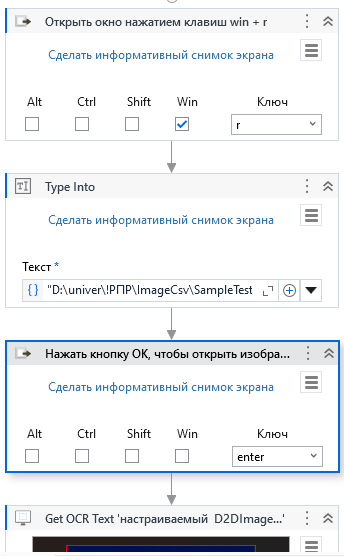 Открыть окно нажатием клавиш win + r
Сделать информативный снимок экрана
Alt Ctrl Shift Win Ключ
r
Type Into
Сделать информативный снимок экрана
Текст *
"D:\univer\!РПР\ImageCsv\SampleTest
Нажать кнопку ОК, чтобы открыть изобра...
Сделать информативный снимок экрана
Alt Ctrl Shift Win Ключ
enter
Get OCR Text 'настраиваемый D2DImage...'